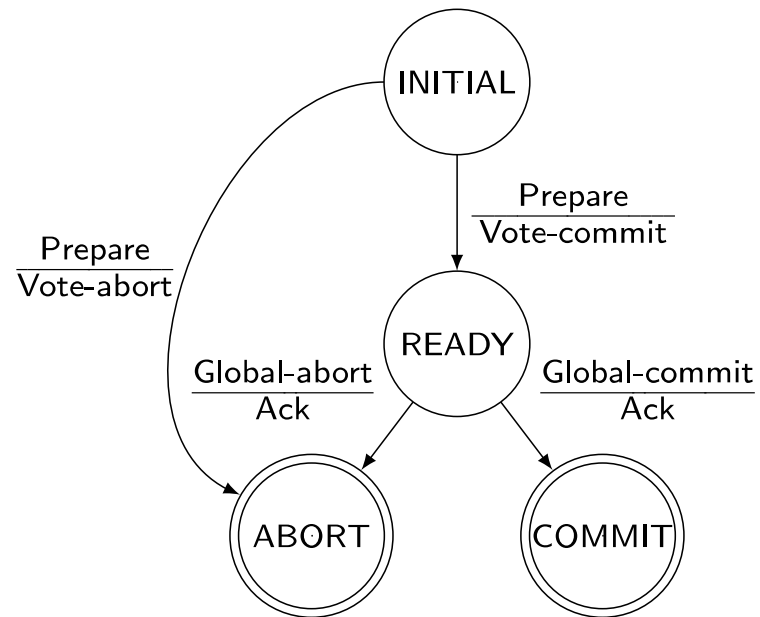 INITIAL
Prepare
Vote-commit
Prepare
Vote-abort
READY
Global-abort
Ack
Global-commit
Ack
ABORT
COMMIT